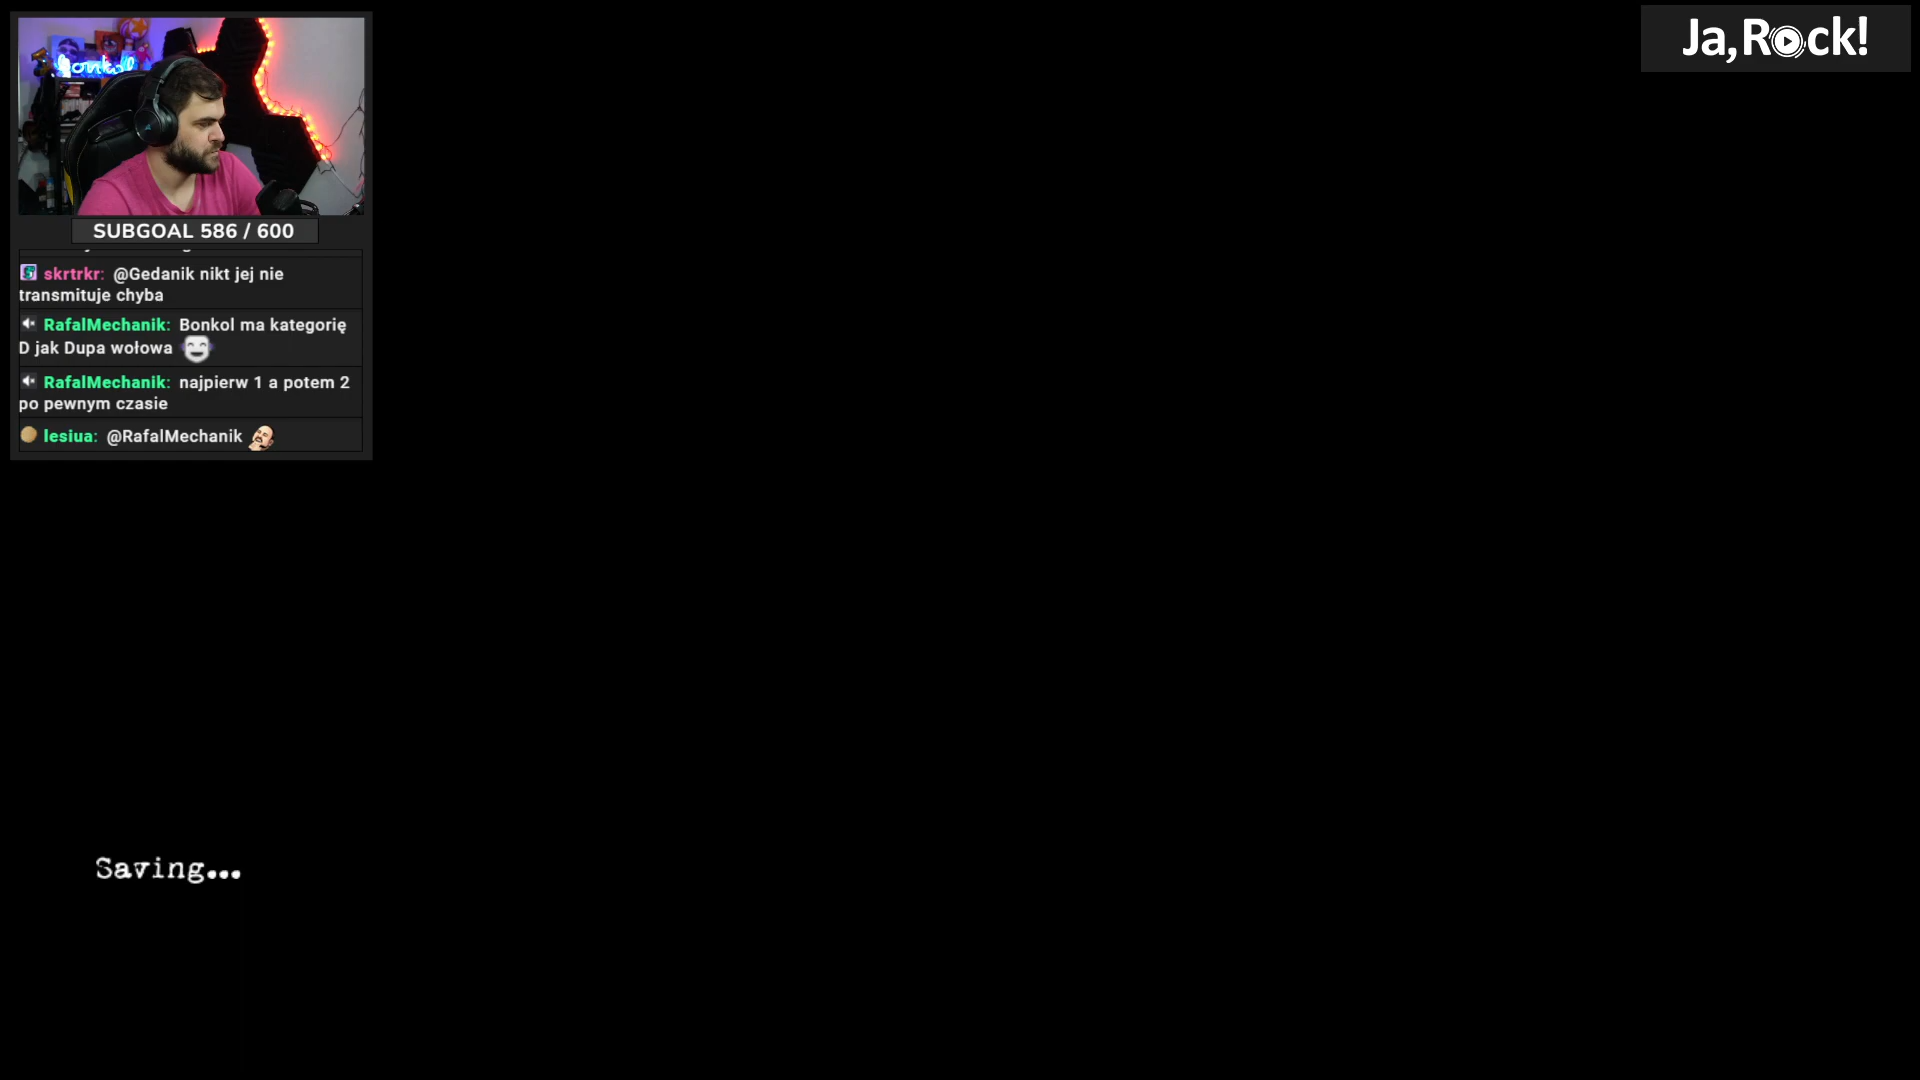 Ja,Rock!
bonkol
SUBGOAL 586 / 600
skrtrkr: @Gedanik nikt jej nie
transmituje chyba
RafalMechanik: Bonkol ma kategorię
D jak Dupa wołowa
RafalMechanik: najpierw 1 a potem 2
po pewnym czasie
lesiua: @RafalMechanik
Saving...